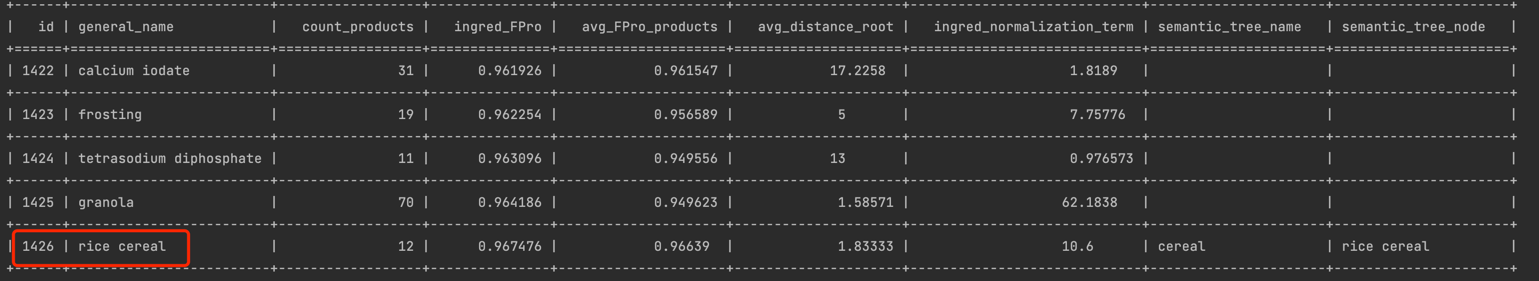 id | general_name | count_products | ingred_FPro | avg_FPro_products | avg_distance_root | ingred_normalization_term | semantic_tree_name | semantic_tree_node
1422 | calcium iodate | 31 | 0.961926 | 0.961547 | 17.2258 | 1.8189 | | |
1423 | frosting | 19 | 0.962254 | 0.956589 | 5 | 7.75776 | | |
1424 | tetrasodium diphosphate | 11 | 0.963096 | 0.949556 | 13 | 0.976573 | | |
1425 | granola | 70 | 0.964186 | 0.949623 | 1.58571 | 62.1838 | | |
1426 | rice cereal | 12 | 0.967476 | 0.96639 | 1.83333 | 10.6 | cereal | rice cereal |